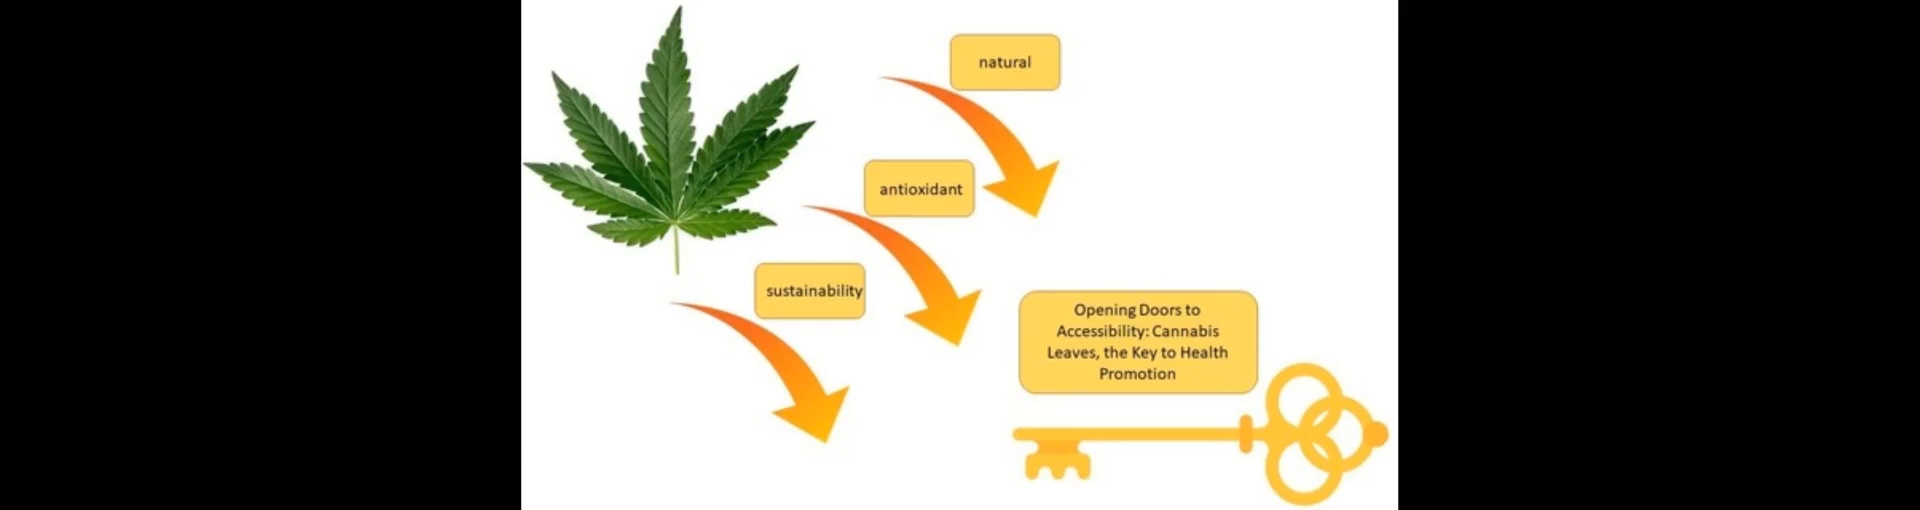 natural
antioxidant
sustainability
Opening Doors to
Accessibility: Cannabis
Leaves, the Key to Health
Promotion